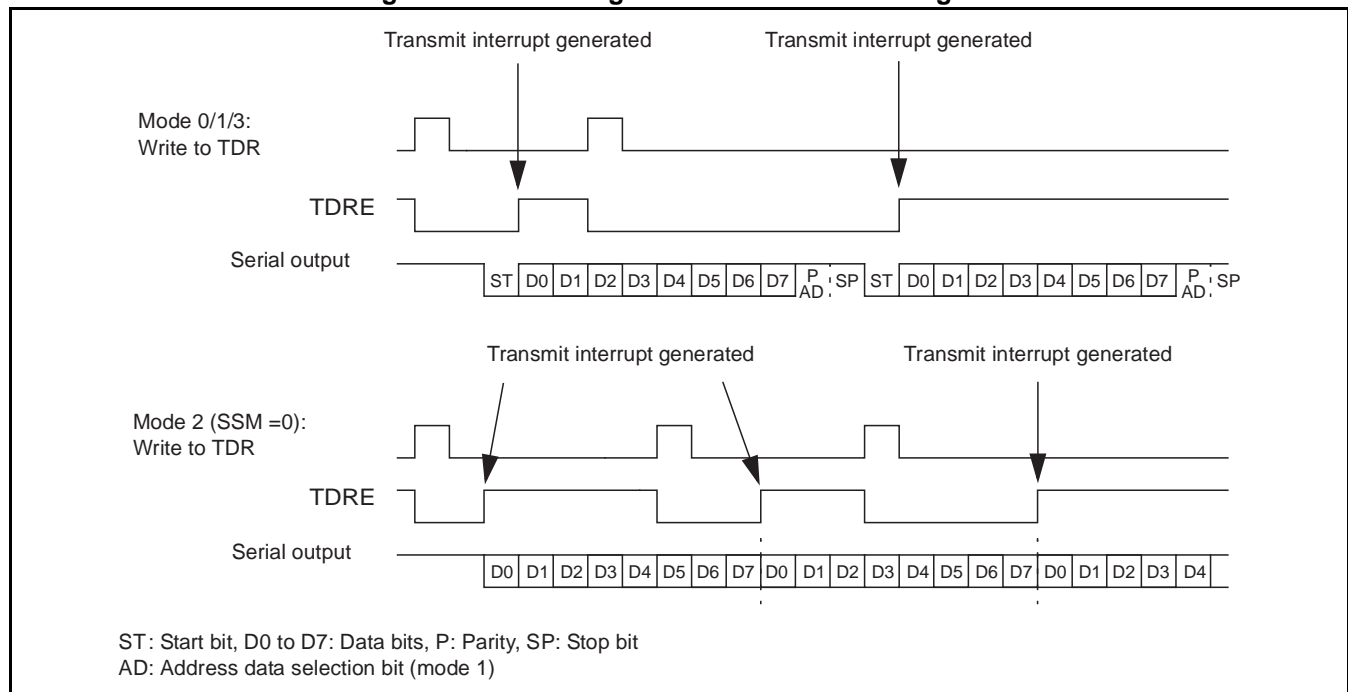 Transmit interrupt generated Transmit interrupt generated
Mode 0/1/3:
Write to TDR
TDRE
Serial output
ST D0 D1 D2 D3 D4 D5 D6 D7 P AD SP ST D0 D1 D2 D3 D4 D5 D6 D7 P AD SP
Transmit interrupt generated Transmit interrupt generated
Mode 2 (SSM =0):
Write to TDR
TDRE
Serial output
D0 D1 D2 D3 D4 D5 D6 D7 D0 D1 D2 D3 D4 D5 D6 D7 D0 D1 D2 D3 D4
ST: Start bit, D0 to D7: Data bits, P: Parity, SP: Stop bit
AD: Address data selection bit (mode 1)